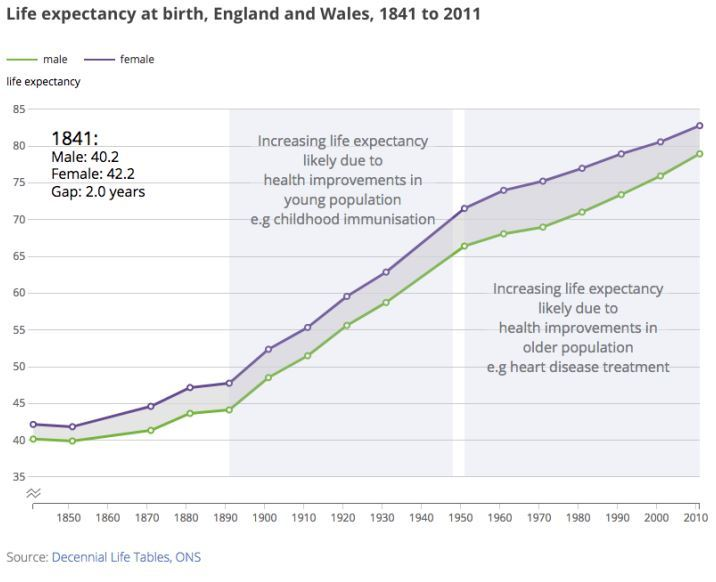 Life expectancy at birth, England and Wales, 1841 to 2011
male female
life expectancy
85
80
75
70
65
60
55
50
45
40
35
1841:
Male: 40.2
Female: 42.2
Gap: 2.0 years
Increasing life expectancy
likely due to
health improvements in
young population
e.g childhood immunisation
Increasing life expectancy
likely due to
health improvements in
older population
e.g heart disease treatment
1850 1860 1870 1880 1890 1900 1910 1920 1930 1940 1950 1960 1970 1980 1990 2000 2010
Source: Decennial Life Tables, ONS